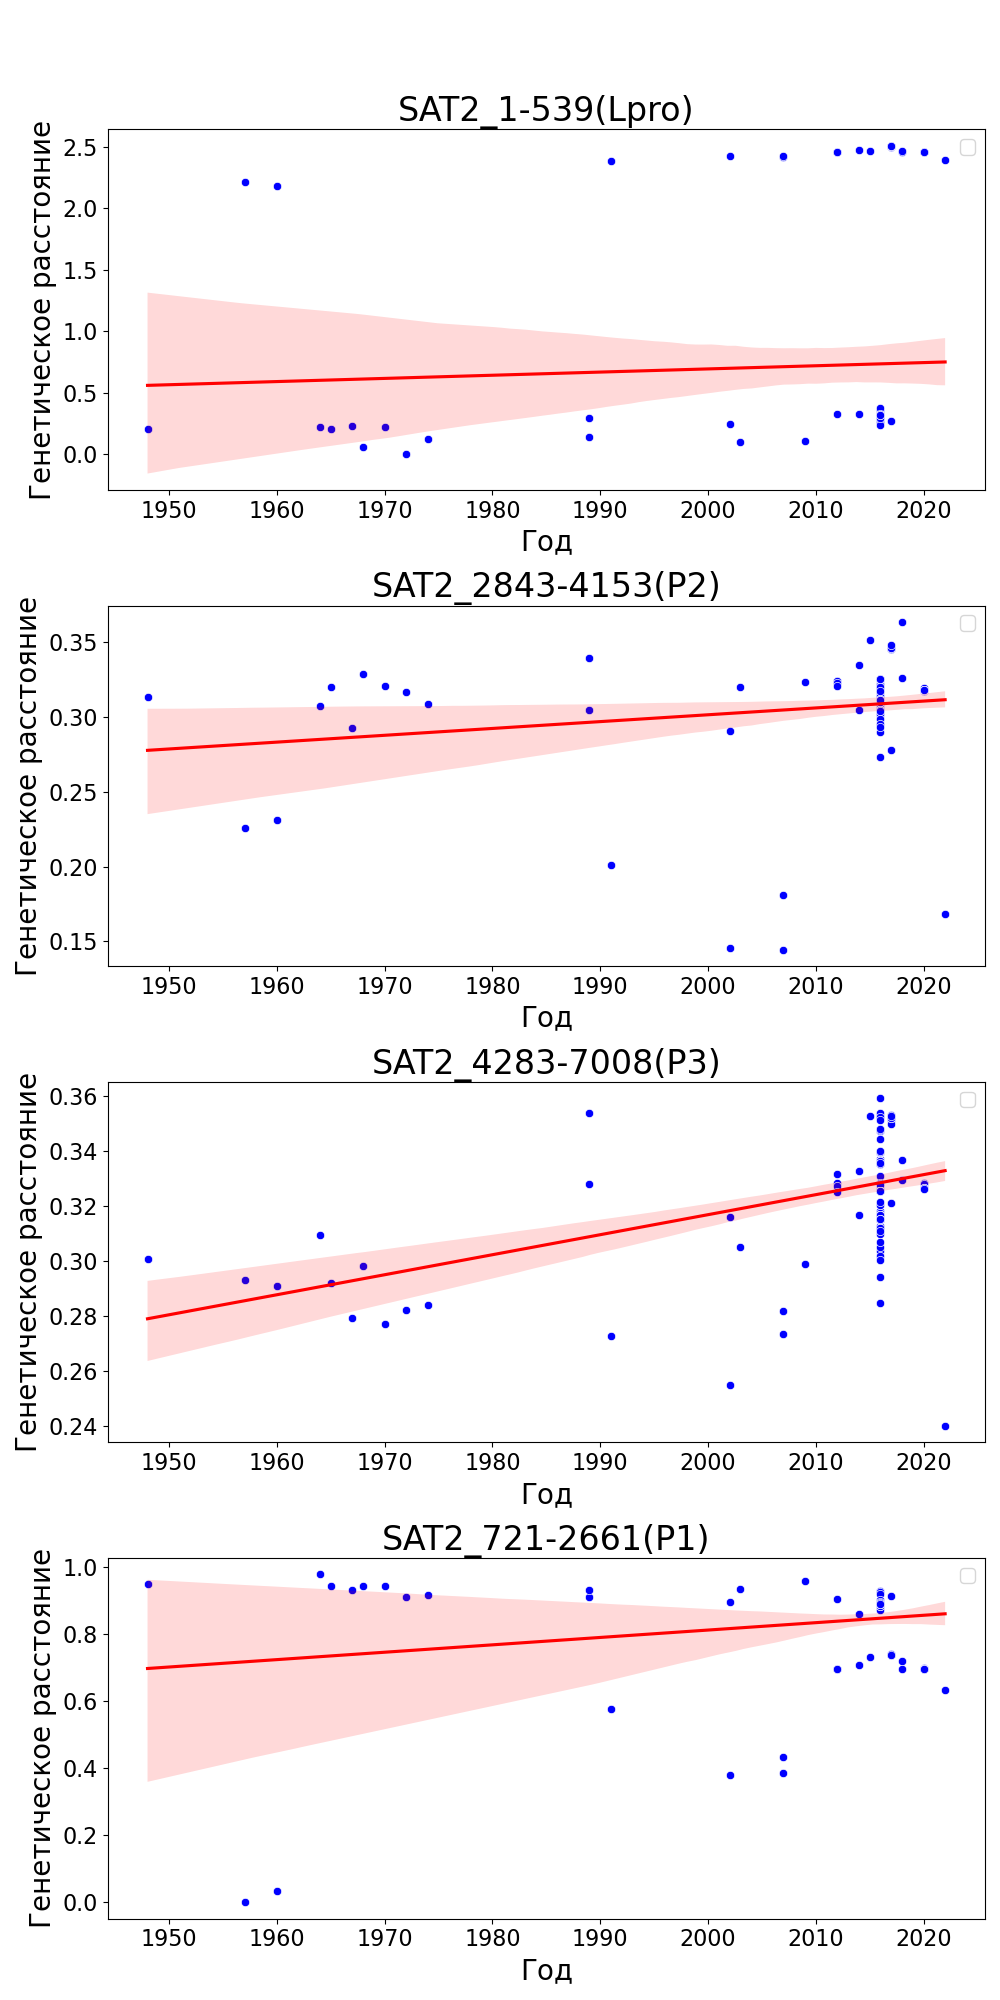 SAT2_1-539(Lpro)
Генетическое расстояние
2.5
2.0
1.5
1.0
0.5
0.0
1950 1960 1970 1980 1990 2000 2010 2020
Год
SAT2_2843-4153(P2)
Генетическое расстояние
0.35
0.30
0.25
0.20
0.15
1950 1960 1970 1980 1990 2000 2010 2020
Год
SAT2_4283-7008(P3)
Генетическое расстояние
0.36
0.34
0.32
0.30
0.28
0.26
0.24
1950 1960 1970 1980 1990 2000 2010 2020
Год
SAT2_721-2661(P1)
Генетическое расстояние
1.0
0.8
0.6
0.4
0.2
0.0
1950 1960 1970 1980 1990 2000 2010 2020
Год